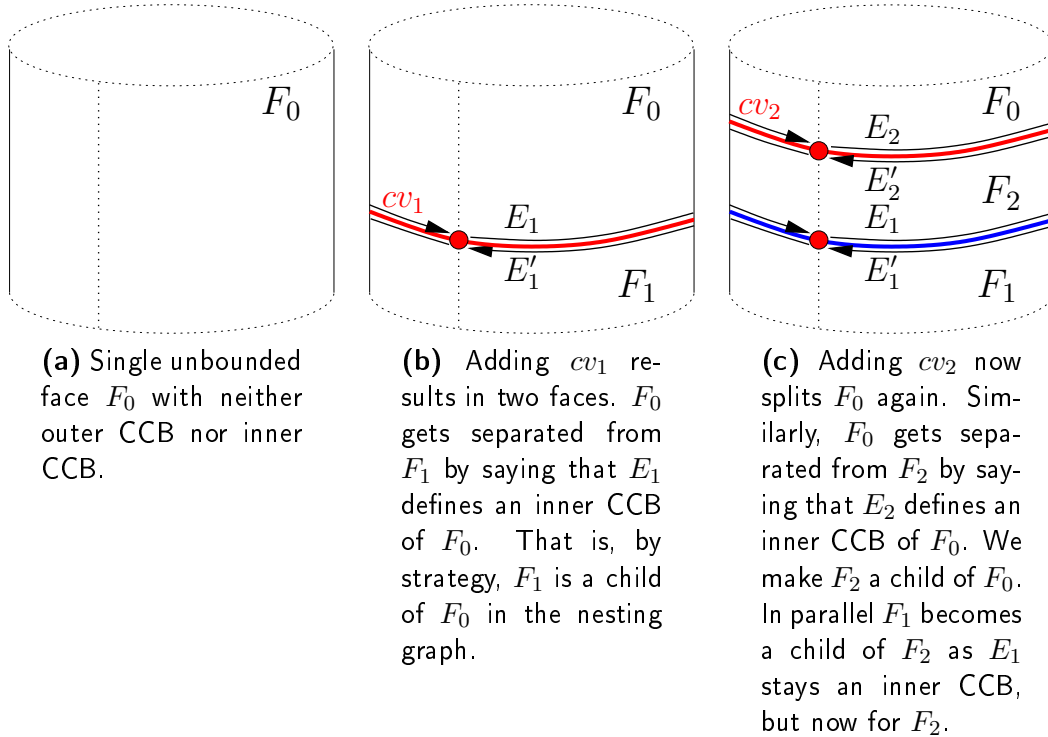 F₀
F₀
cv₁
E₁
E′₁
F₁
F₀
cv₂
E₂
E′₂
F₂
E₁
E′₁
F₁
(a) Single unbounded
face F₀ with neither
outer CCB nor inner
CCB.
(b) Adding cv₁ re-
sults in two faces. F₀
gets separated from
F₁ by saying that E₁
defines an inner CCB
of F₀. That is, by
strategy, F₁ is a child
of F₀ in the nesting
graph.
(c) Adding cv₂ now
splits F₀ again. Sim-
ilarly, F₀ gets sepa-
rated from F₂ by say-
ing that E₂ defines an
inner CCB of F₀. We
make F₂ a child of F₀.
In parallel F₁ becomes
a child of F₂ as E₁
stays an inner CCB,
but now for F₂.